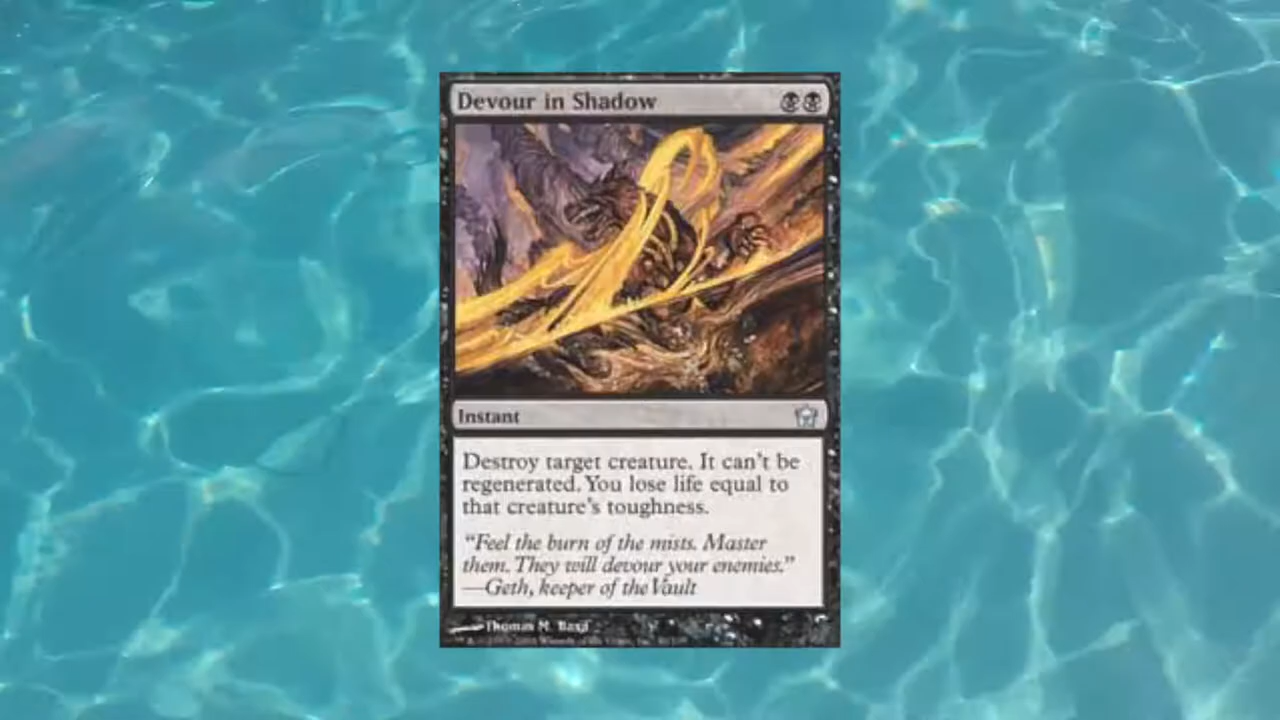 Devour in Shadow
Instant
Destroy target creature. It can't be
regenerated. You lose life equal to
that creature's toughness.
"Feel the burn of the mists. Master
them. They will devour your enemies."
—Geth, keeper of the Vault
Thomas M. Baxa